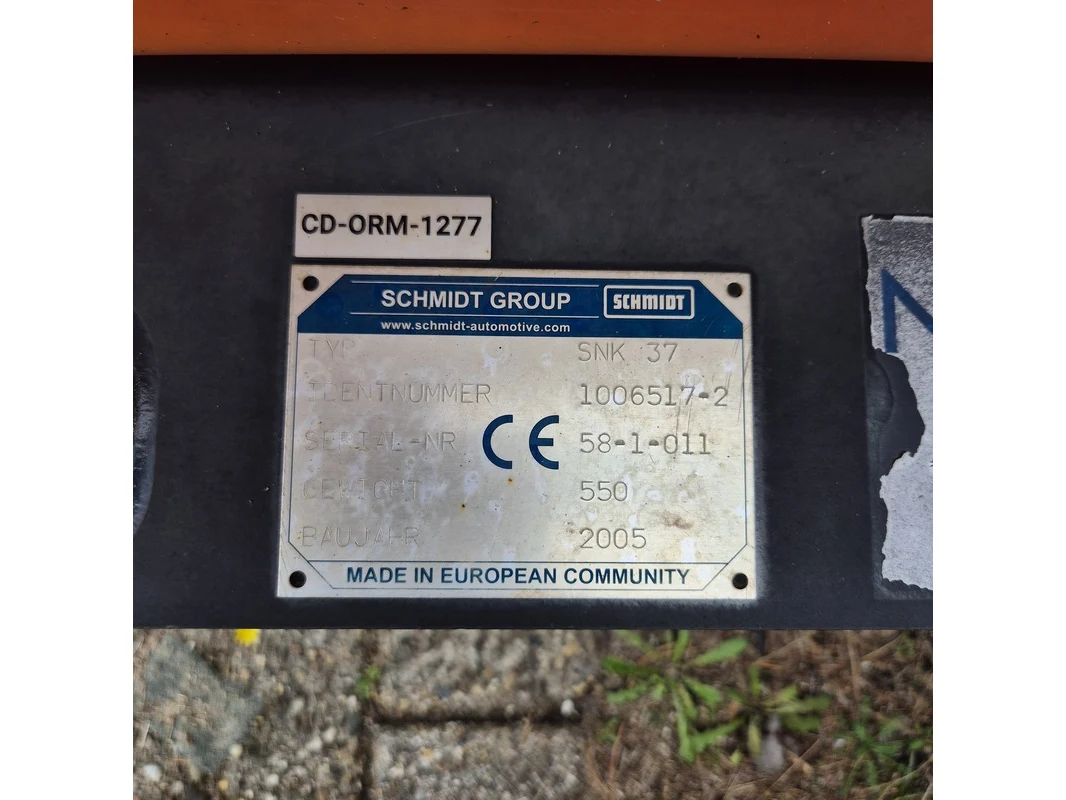 CD-ORM-1277
SCHMIDT GROUP SCHMIDT
www.schmidt-automotive.com
TYP SNK 37
IDENTNUMMER 1006517-2
SERIAL-NR CE 58-1-011
GEWICHT 550
BAUJAHR 2005
MADE IN EUROPEAN COMMUNITY
N